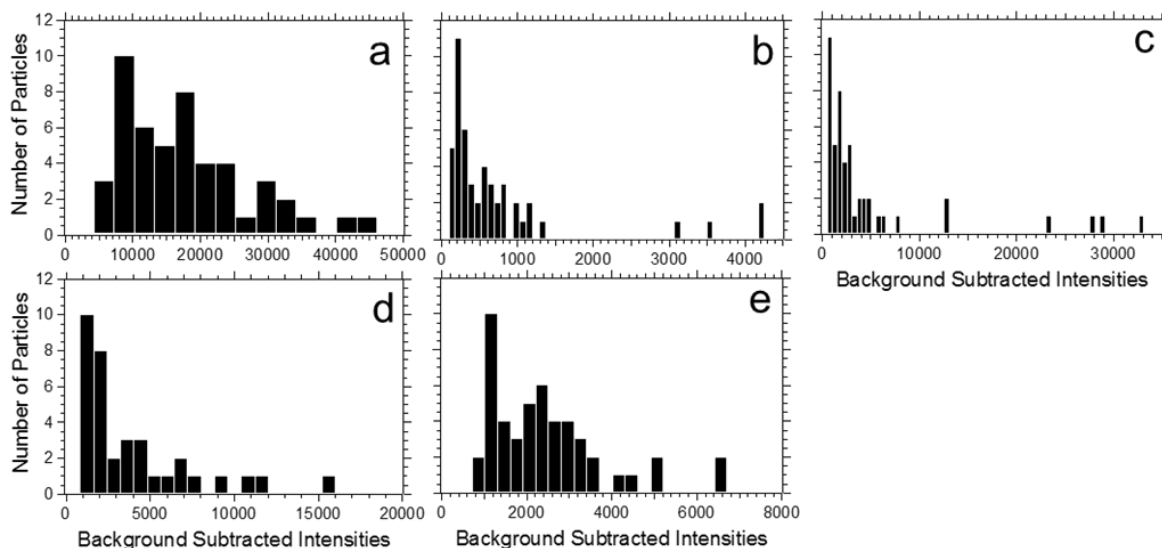 a
b
c
12
10
8
6
4
2
0
Number of Particles
0 10000 20000 30000 40000 50000
0 1000 2000 3000 4000
0 10000 20000 30000
Background Subtracted Intensities
d
e
12
10
8
6
4
2
0
Number of Particles
0 5000 10000 15000 20000
0 2000 4000 6000 8000
Background Subtracted Intensities
Background Subtracted Intensities